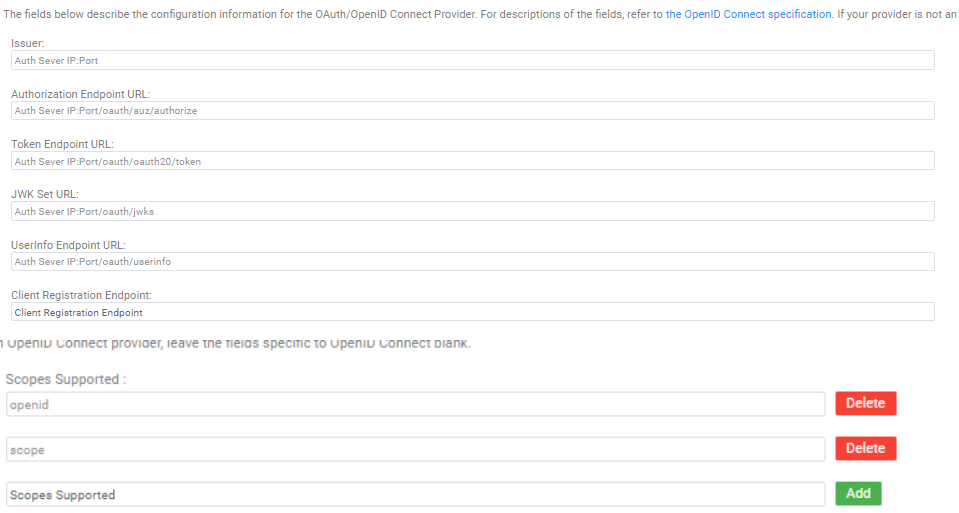 The fields below describe the configuration information for the OAuth/OpenID Connect Provider. For descriptions of the fields, refer to the OpenID Connect specification. If your provider is not an
Issuer:
Auth Sever IP:Port
Authorization Endpoint URL:
Auth Sever IP:Port/oauth/auz/authorize
Token Endpoint URL:
Auth Sever IP:Port/oauth/oauth20/token
JWK Set URL:
Auth Sever IP:Port/oauth/jwks
UserInfo Endpoint URL:
Auth Sever IP:Port/oauth/userinfo
Client Registration Endpoint:
Client Registration Endpoint
n OpenID Connect provider, leave the fields specific to OpenID Connect blank.
Scopes Supported :
openid Delete
scope Delete
Scopes Supported Add